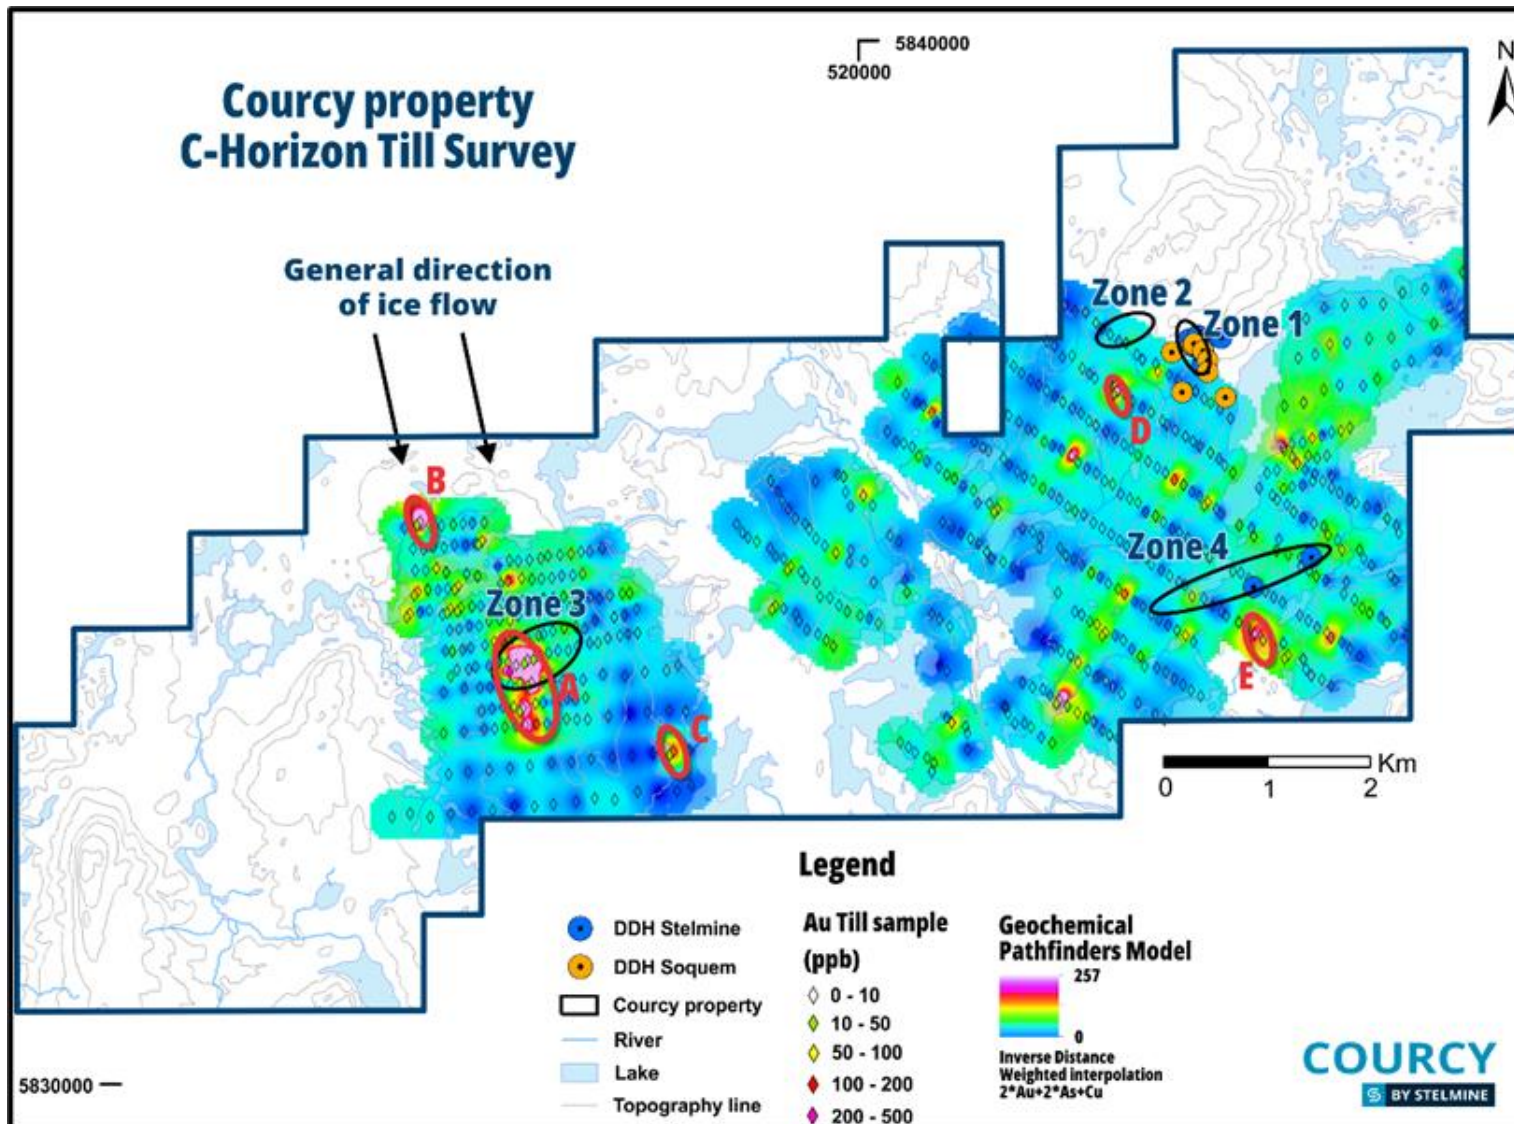 5840000
520000
N
Courcy property
C-Horizon Till Survey
General direction
of ice flow
Zone 2
Zone 1
D
B
Zone 4
Zone 3
E
A
C
Km
0 1 2
Legend
DDH Stelmine
DDH Soquem
Courcy property
River
Lake
Topography line
Au Till sample
(ppb)
0 - 10
10 - 50
50 - 100
100 - 200
200 - 500
Geochemical
Pathfinders Model
257
0
Inverse Distance
Weighted interpolation
2*Au+2*As+Cu
5830000
COURCY
S BY STELMINE